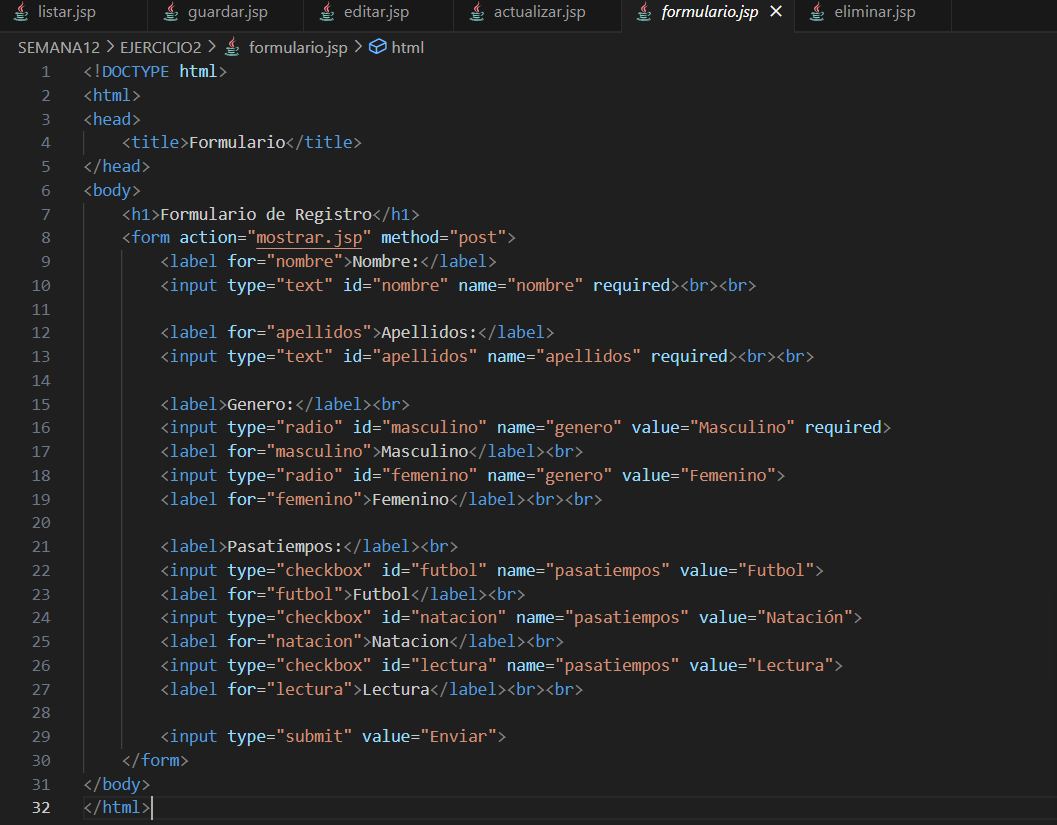 listar.jsp guardar.jsp editar.jsp actualizar.jsp formulario.jsp eliminar.jsp
SEMANA12 > EJERCICIO2 > formulario.jsp > html
1 <!DOCTYPE html>
2 <html>
3 <head>
4     <title>Formulario</title>
5 </head>
6 <body>
7     <h1>Formulario de Registro</h1>
8     <form action="mostrar.jsp" method="post">
9         <label for="nombre">Nombre:</label>
10         <input type="text" id="nombre" name="nombre" required><br><br>
11
12         <label for="apellidos">Apellidos:</label>
13         <input type="text" id="apellidos" name="apellidos" required><br><br>
14
15         <label>Genero:</label><br>
16         <input type="radio" id="masculino" name="genero" value="Masculino" required>
17         <label for="masculino">Masculino</label><br>
18         <input type="radio" id="femenino" name="genero" value="Femenino">
19         <label for="femenino">Femenino</label><br><br>
20
21         <label>Pasatiempos:</label><br>
22         <input type="checkbox" id="futbol" name="pasatiempos" value="Futbol">
23         <label for="futbol">Futbol</label><br>
24         <input type="checkbox" id="natacion" name="pasatiempos" value="Natación">
25         <label for="natacion">Natacion</label><br>
26         <input type="checkbox" id="lectura" name="pasatiempos" value="Lectura">
27         <label for="lectura">Lectura</label><br><br>
28
29         <input type="submit" value="Enviar">
30     </form>
31 </body>
32 </html>